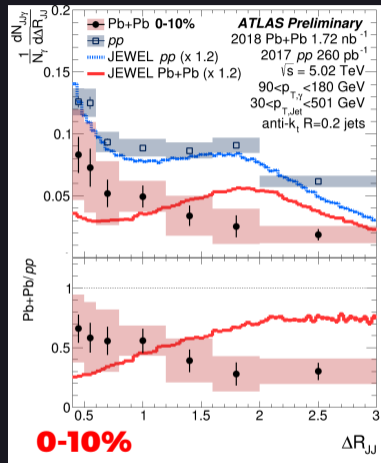 1/Nγ dN_JJγ/dΔR_JJ
0.2
0.15
0.1
0.05
Pb+Pb 0-10%
pp
JEWEL pp (x 1.2)
JEWEL Pb+Pb (x 1.2)
ATLAS Preliminary
2018 Pb+Pb 1.72 nb⁻¹
2017 pp 260 pb⁻¹
√s = 5.02 TeV
90<p_T,γ<180 GeV
30<p_T,Jet<501 GeV
anti-k_t R=0.2 jets
Pb+Pb/pp
1
0.5
0
0.5 1 1.5 2 2.5 3
0-10%
ΔR_JJ